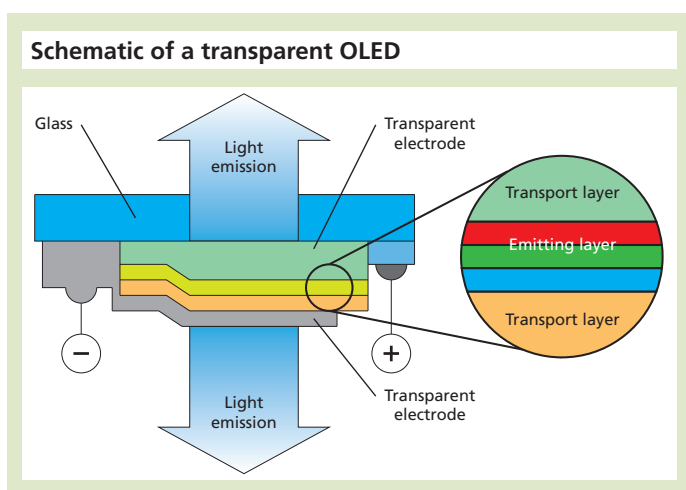 Schematic of a transparent OLED
Glass
Light
emission
Transparent
electrode
Transport layer
Emitting layer
Transport layer
−
+
Light
emission
Transparent
electrode